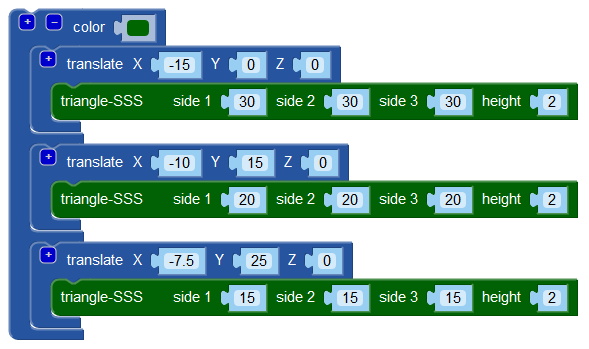 + − color
+ translate X -15 Y 0 Z 0
triangle-SSS side 1 30 side 2 30 side 3 30 height 2
+ translate X -10 Y 15 Z 0
triangle-SSS side 1 20 side 2 20 side 3 20 height 2
+ translate X -7.5 Y 25 Z 0
triangle-SSS side 1 15 side 2 15 side 3 15 height 2